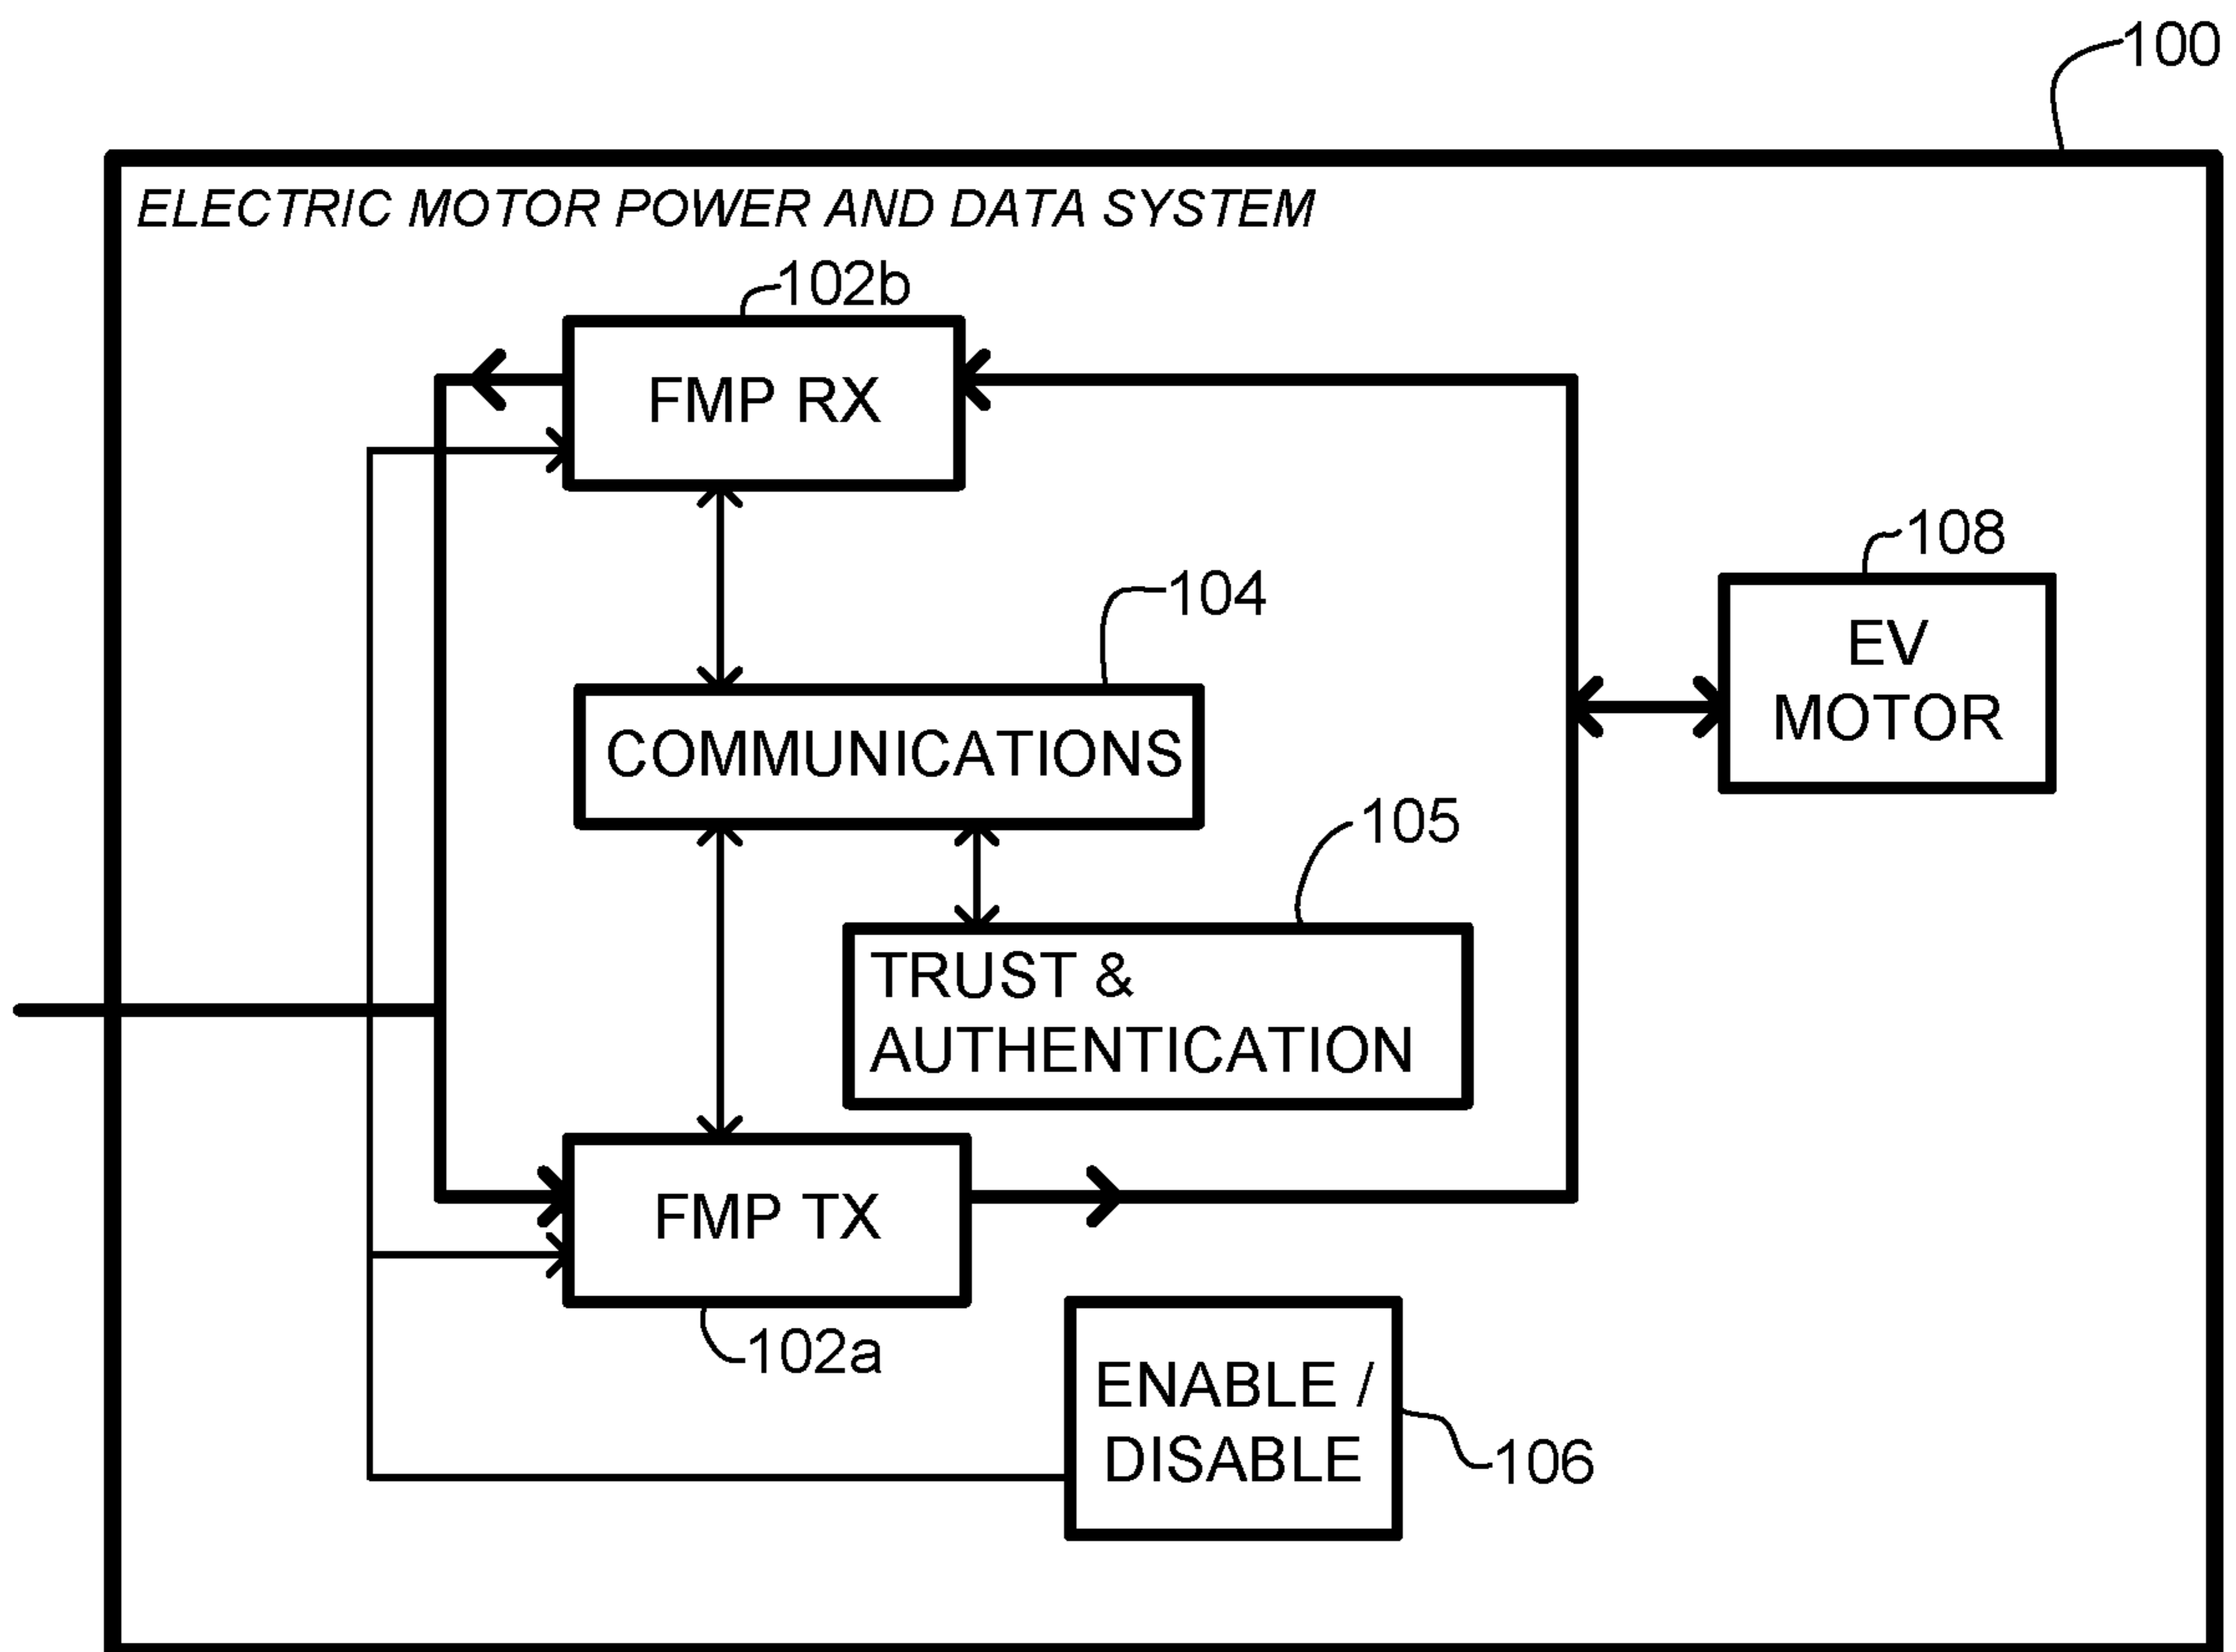 100
ELECTRIC MOTOR POWER AND DATA SYSTEM
102b
FMP RX
108
EV
MOTOR
104
COMMUNICATIONS
105
TRUST &
AUTHENTICATION
FMP TX
102a
ENABLE /
DISABLE
106